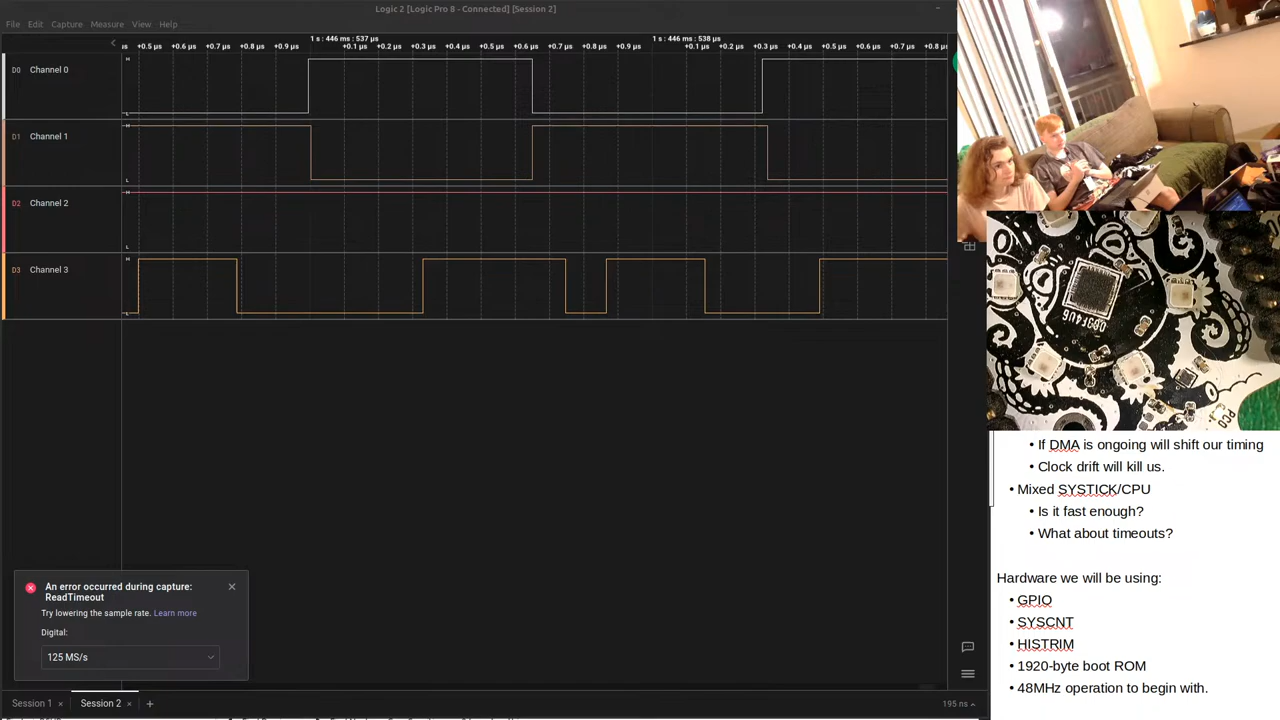 Logic 2 [Logic Pro 8 - Connected] [Session 2]
File Edit Capture Measure View Help
1 s : 446 ms : 537 µs 1 s : 446 ms : 538 µs
µs +0.5 µs +0.6 µs +0.7 µs +0.8 µs +0.9 µs +0.1 µs +0.2 µs +0.3 µs +0.4 µs +0.5 µs +0.6 µs +0.7 µs +0.8 µs +0.9 µs +0.1 µs +0.2 µs +0.3 µs +0.4 µs +0.5 µs +0.6 µs +0.7 µs +0.8 µs
D0 Channel 0
H
L
D1 Channel 1
H
L
D2 Channel 2
H
L
D3 Channel 3
H
L
An error occurred during capture:
ReadTimeout
Try lowering the sample rate. Learn more
Digital:
125 MS/s
Session 1 × Session 2 × +
195 ns
• If DMA is ongoing will shift our timing
• Clock drift will kill us.
• Mixed SYSTICK/CPU
• Is it fast enough?
• What about timeouts?
Hardware we will be using:
• GPIO
• SYSCNT
• HISTRIM
• 1920-byte boot ROM
• 48MHz operation to begin with.